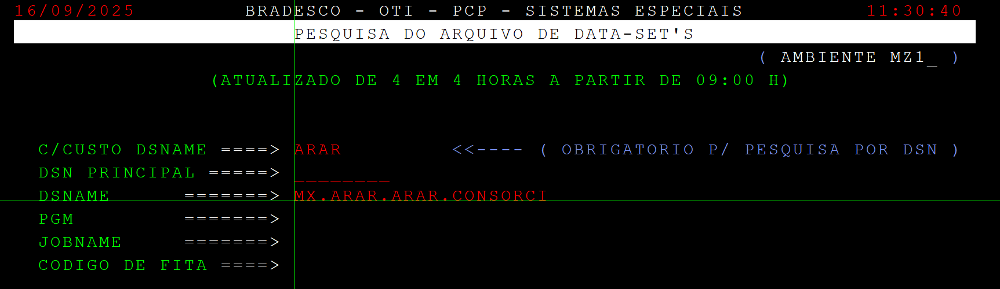 16/09/2025 BRADESCO - OTI - PCP - SISTEMAS ESPECIAIS 11:30:40
PESQUISA DO ARQUIVO DE DATA-SET'S
( AMBIENTE MZ1_ )
(ATUALIZADO DE 4 EM 4 HORAS A PARTIR DE 09:00 H)
C/CUSTO DSNAME ====> ARAR <<---- ( OBRIGATORIO P/ PESQUISA POR DSN )
DSN PRINCIPAL =====> ________
DSNAME =======> MX.ARAR.ARAR.CONSORCI
PGM =======>
JOBNAME =======>
CODIGO DE FITA ====>